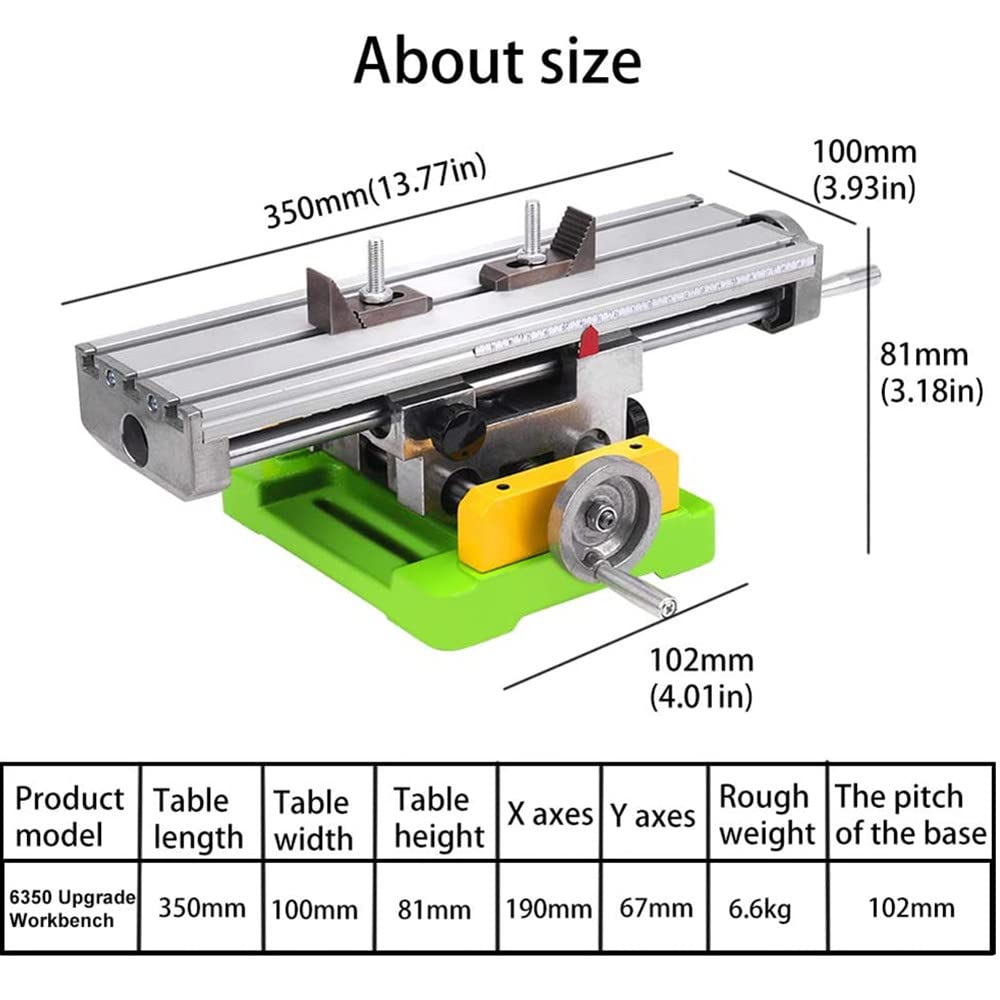 About size
350mm(13.77in)
100mm
(3.93in)
81mm
(3.18in)
102mm
(4.01in)
Product model
Table length
Table width
Table height
X axes
Y axes
Rough weight
The pitch of the base
6350 Upgrade Workbench
350mm
100mm
81mm
190mm
67mm
6.6kg
102mm